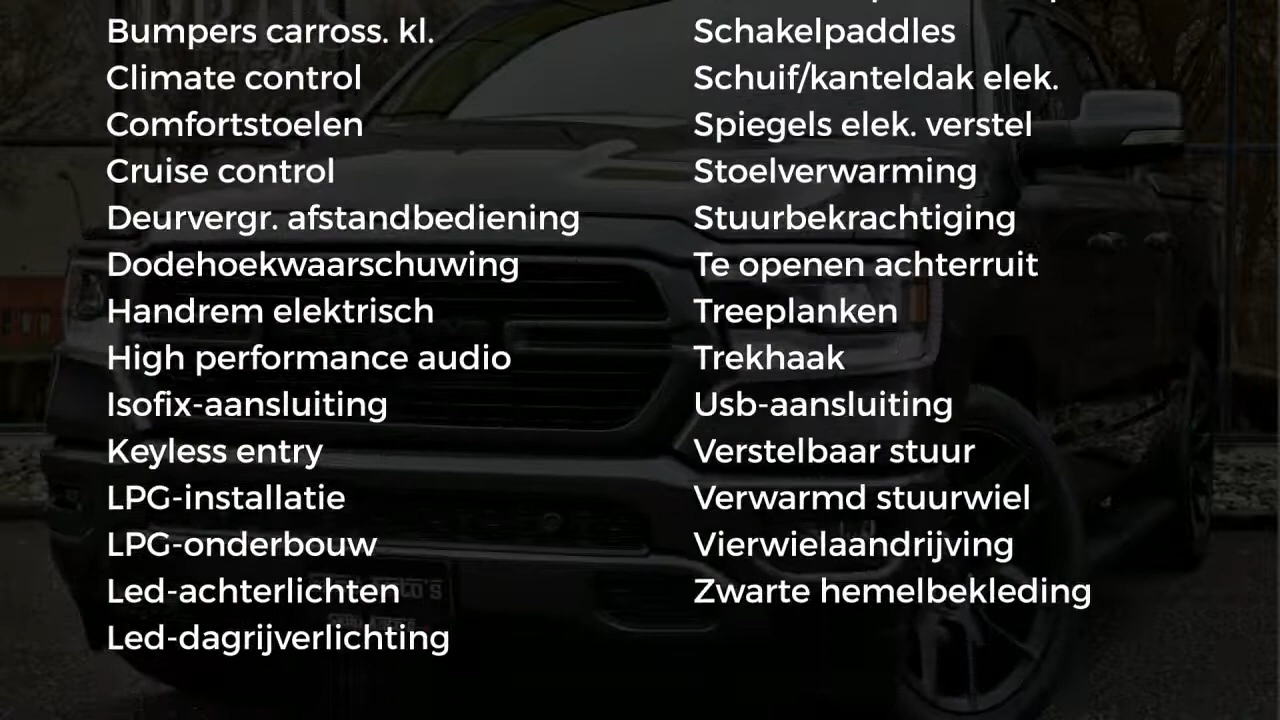 Bumpers carross. kl.
Climate control
Comfortstoelen
Cruise control
Deurvergr. afstandbediening
Dodehoekwaarschuwing
Handrem elektrisch
High performance audio
Isofix-aansluiting
Keyless entry
LPG-installatie
LPG-onderbouw
Led-achterlichten
Led-dagrijverlichting
Schakelpaddles
Schuif/kanteldak elek.
Spiegels elek. verstel
Stoelverwarming
Stuurbekrachtiging
Te openen achterruit
Treeplanken
Trekhaak
Usb-aansluiting
Verstelbaar stuur
Verwarmd stuurwiel
Vierwielaandrijving
Zwarte hemelbekleding